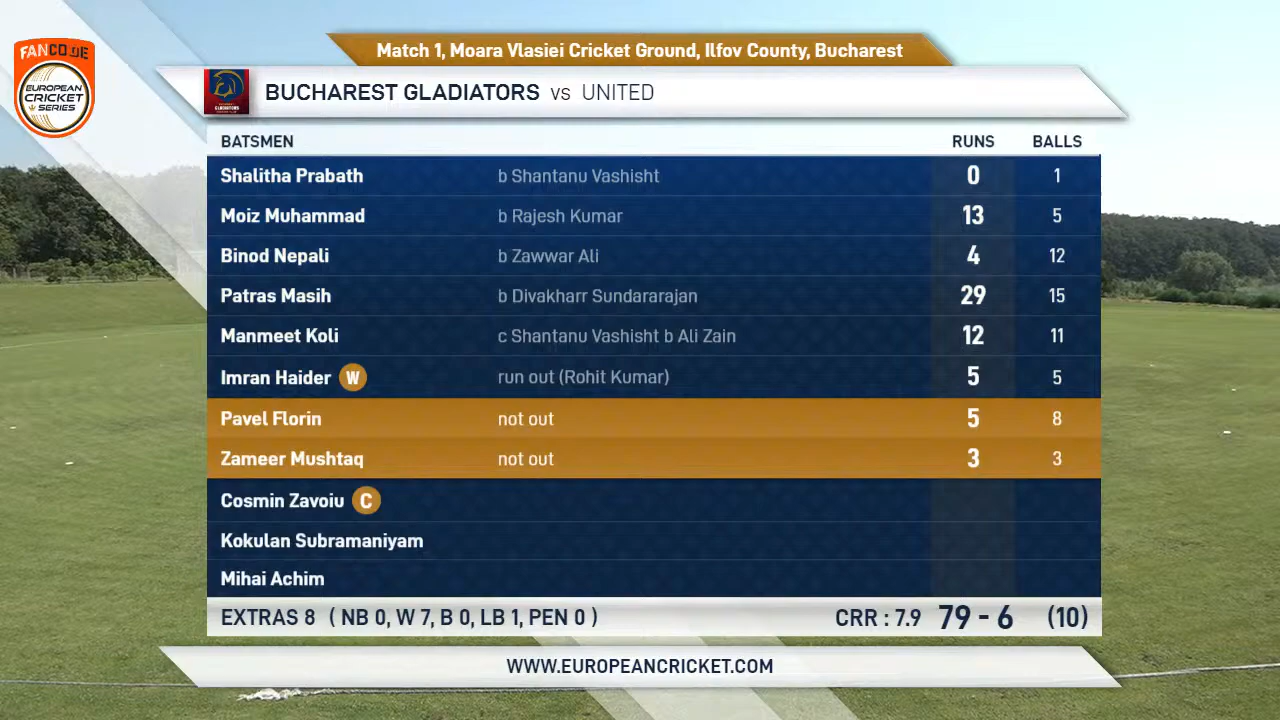 FANCODE
EUROPEAN
CRICKET
SERIES
Match 1, Moara Vlasiei Cricket Ground, Ilfov County, Bucharest
GLADIATORS
BUCHAREST GLADIATORS vs UNITED
BATSMEN RUNS BALLS
Shalitha Prabath b Shantanu Vashisht 0 1
Moiz Muhammad b Rajesh Kumar 13 5
Binod Nepali b Zawwar Ali 4 12
Patras Masih b Divakharr Sundararajan 29 15
Manmeet Koli c Shantanu Vashisht b Ali Zain 12 11
Imran Haider W run out (Rohit Kumar) 5 5
Pavel Florin not out 5 8
Zameer Mushtaq not out 3 3
Cosmin Zavoiu C
Kokulan Subramaniyam
Mihai Achim
EXTRAS 8 ( NB 0, W 7, B 0, LB 1, PEN 0 ) CRR : 7.9 79 - 6 (10)
WWW.EUROPEANCRICKET.COM